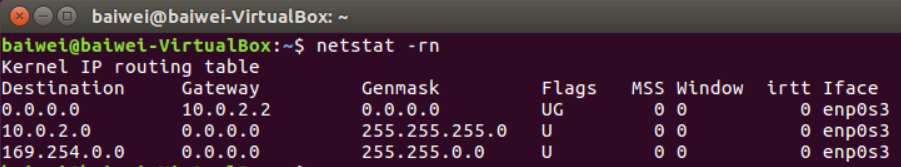 baiwei@baiwei-VirtualBox: ~
baiwei@baiwei-VirtualBox:~$ netstat -rn
Kernel IP routing table
Destination     Gateway         Genmask         Flags   MSS Window  irtt Iface
0.0.0.0         10.0.2.2        0.0.0.0         UG        0 0          0 enp0s3
10.0.2.0        0.0.0.0         255.255.255.0   U         0 0          0 enp0s3
169.254.0.0     0.0.0.0         255.255.0.0     U         0 0          0 enp0s3